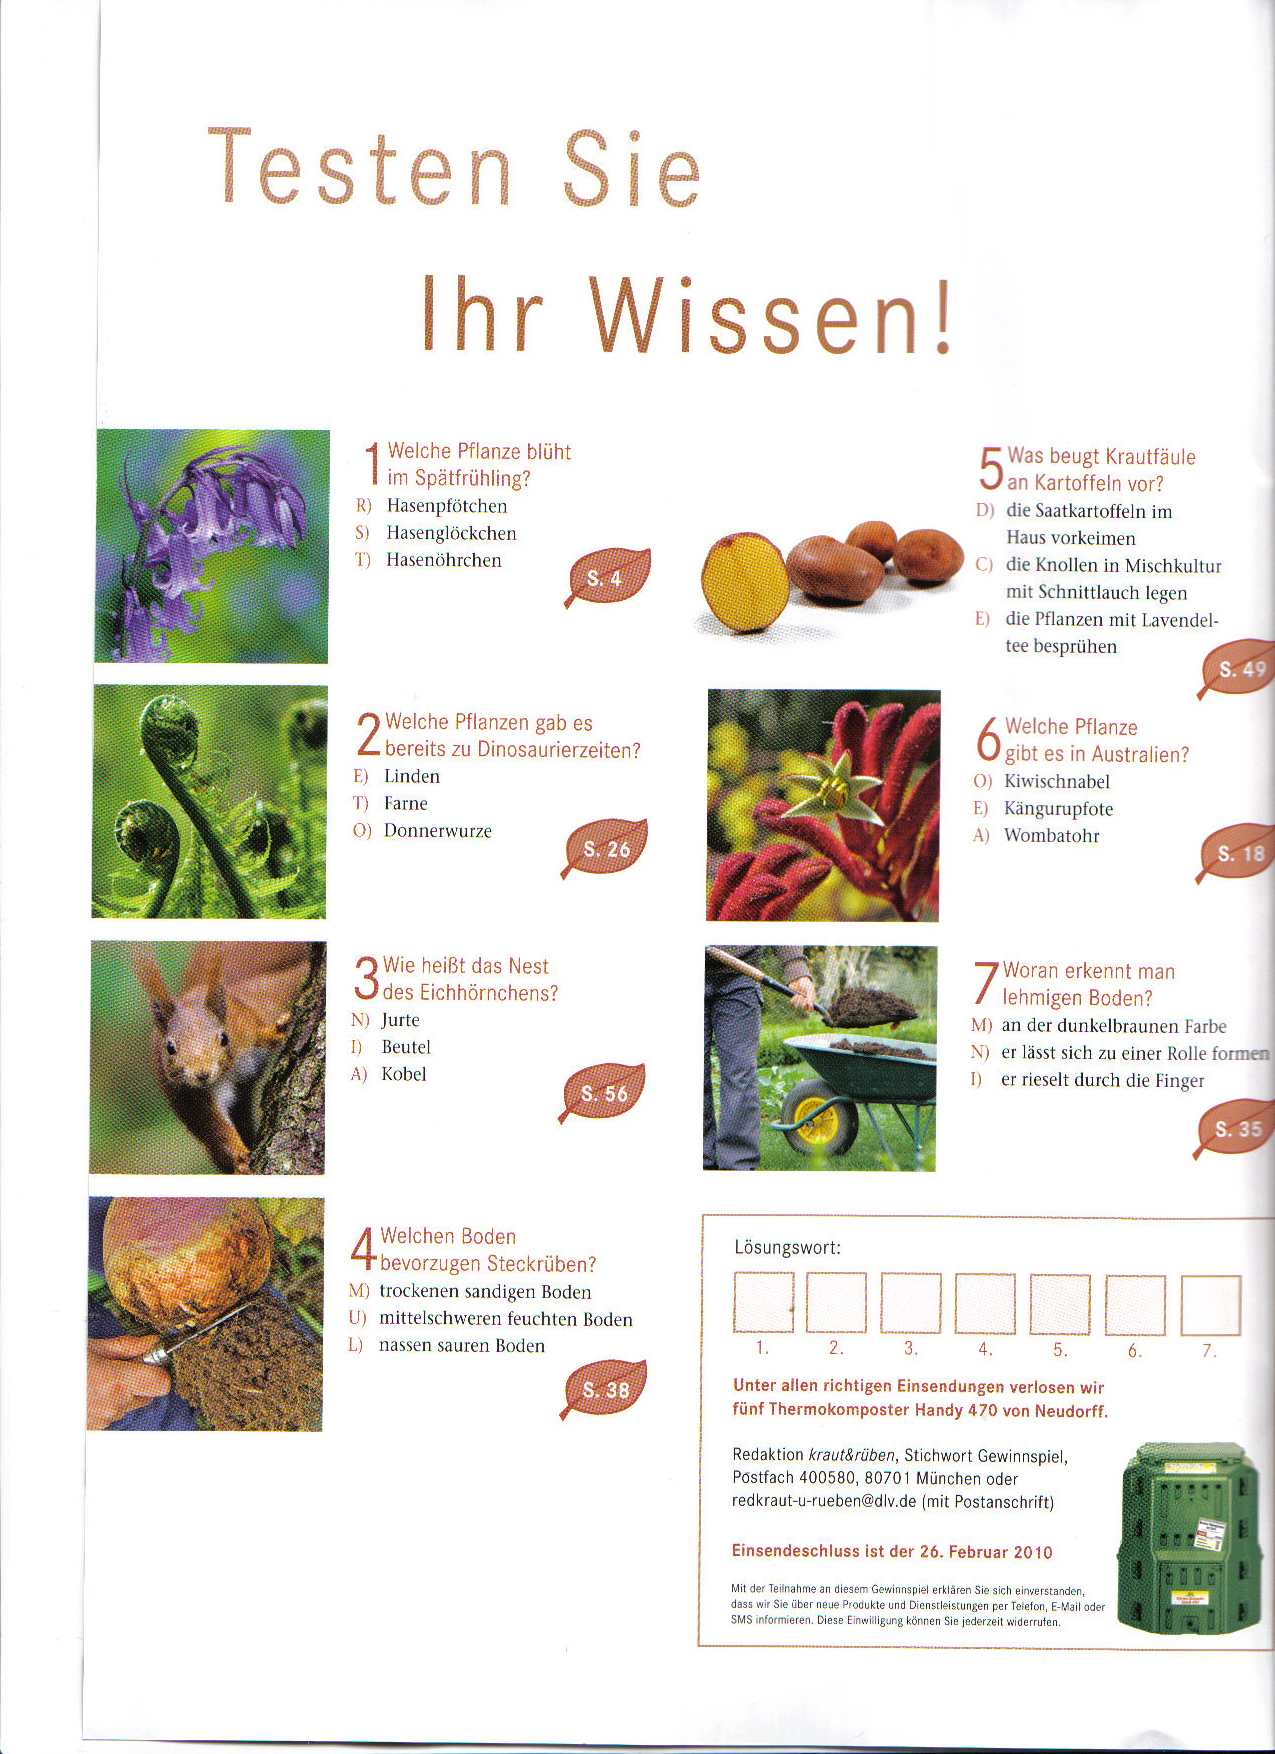 Testen Sie
Ihr Wissen!
1 Welche Pflanze blüht
im Spätfrühling?
R) Hasenpfötchen
S) Hasenglöckchen
T) Hasenöhrchen
S. 4
2 Welche Pflanzen gab es
bereits zu Dinosaurierzeiten?
E) Linden
T) Farne
O) Donnerwurze
S. 26
3 Wie heißt das Nest
des Eichhörnchens?
N) Jurte
I) Beutel
A) Kobel
S. 56
4 Welchen Boden
bevorzugen Steckrüben?
M) trockenen sandigen Boden
U) mittelschweren feuchten Boden
L) nassen sauren Boden
S. 38
5 Was beugt Krautfäule
an Kartoffeln vor?
D) die Saatkartoffeln im
Haus vorkeimen
C) die Knollen in Mischkultur
mit Schnittlauch legen
E) die Pflanzen mit Lavendel-
tee besprühen
S. 49
6 Welche Pflanze
gibt es in Australien?
O) Kiwischnabel
E) Kängurupfote
A) Wombatohr
S. 18
7 Woran erkennt man
lehmigen Boden?
M) an der dunkelbraunen Farbe
N) er lässt sich zu einer Rolle formen
I) er rieselt durch die Finger
S. 35
Lösungswort:
1. 2. 3. 4. 5. 6. 7.
Unter allen richtigen Einsendungen verlosen wir
fünf Thermokomposter Handy 470 von Neudorff.
Redaktion kraut&rüben, Stichwort Gewinnspiel,
Postfach 400580, 80701 München oder
redkraut-u-rueben@dlv.de (mit Postanschrift)
Einsendeschluss ist der 26. Februar 2010
Mit der Teilnahme an diesem Gewinnspiel erklären Sie sich einverstanden,
dass wir Sie über neue Produkte und Dienstleistungen per Telefon, E-Mail oder
SMS informieren. Diese Einwilligung können Sie jederzeit widerrufen.